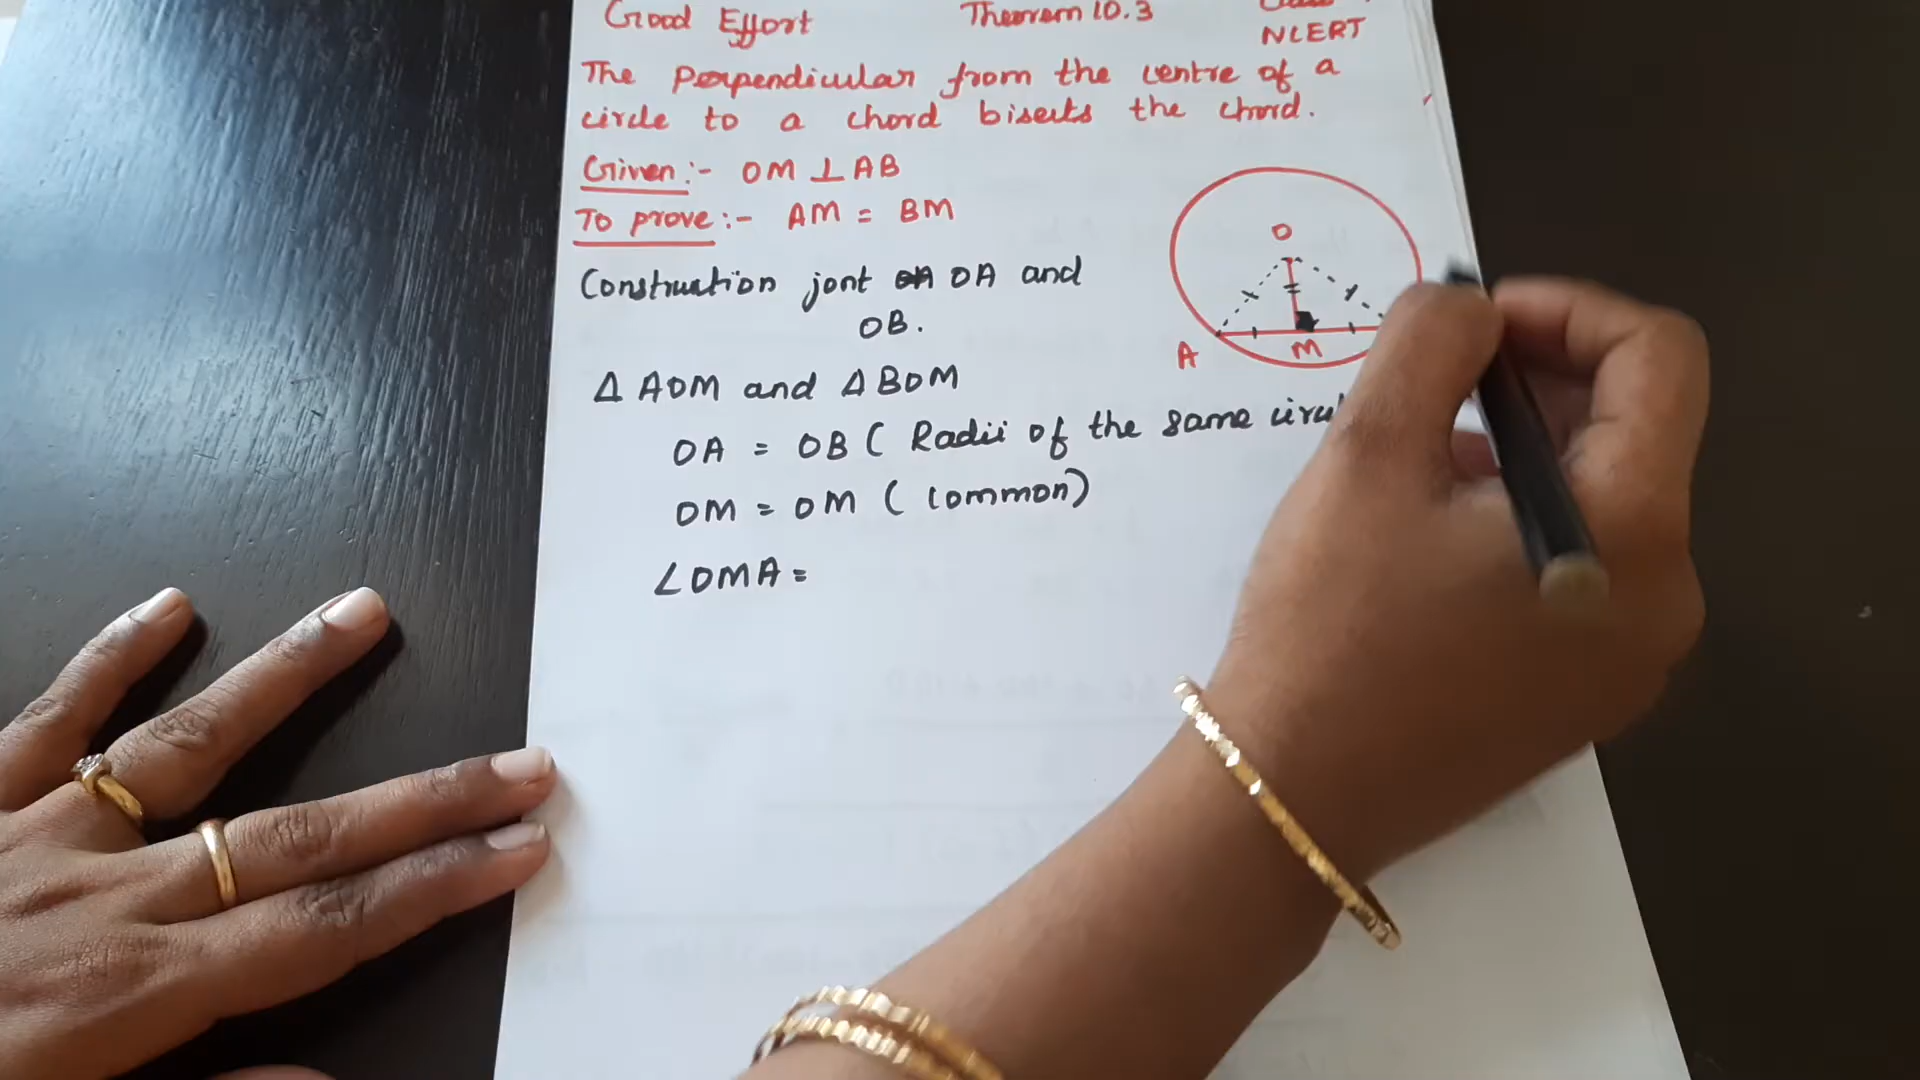 Good Effort Theorem 10.3
NCERT
The Perpendicular from the centre of a
circle to a chord bisects the chord.
Given :- OM ⊥ AB
To prove :- AM = BM
Construction jont OA and
OB.
O
A M
Δ AOM and Δ BOM
OA = OB ( Radii of the same
OM = OM ( common)
∠OMA =